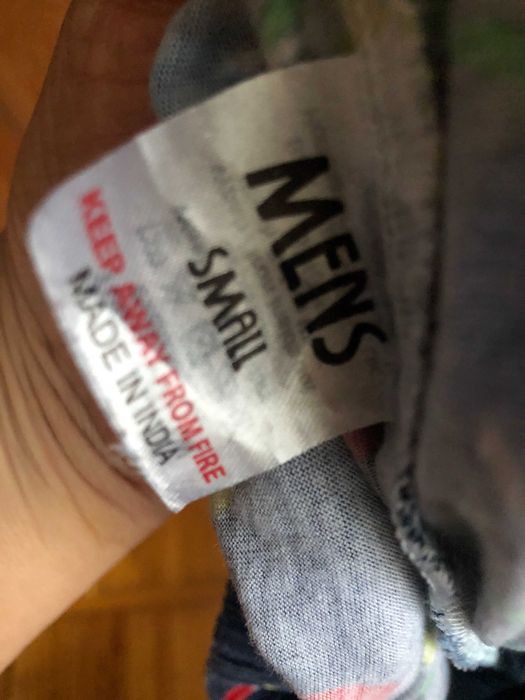 MENS
SMALL
KEEP AWAY FROM FIRE
MADE IN INDIA